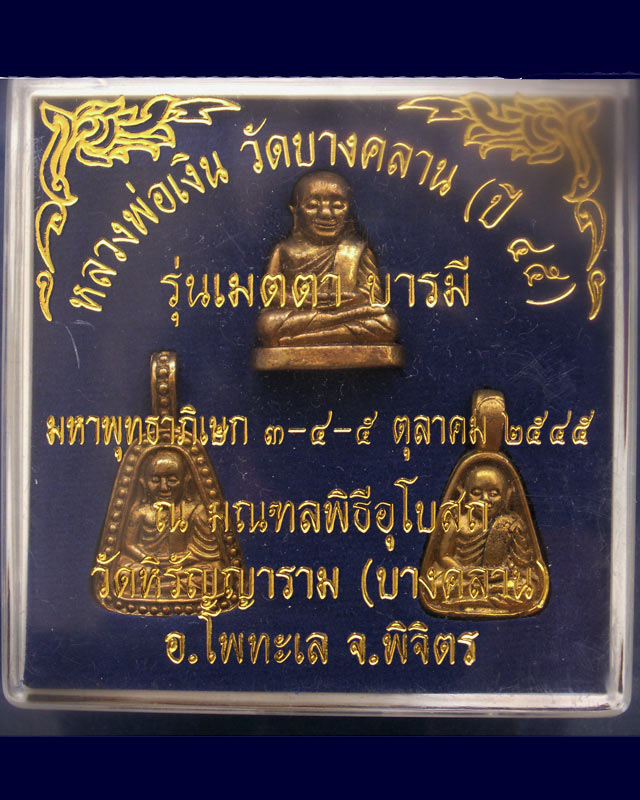 หลวงพ่อเงิน วัดบางคลาน (ปี ๔๕)
รุ่นเมตตา บารมี
มหาพุทธาภิเษก ๓-๔-๕ ตุลาคม ๒๕๔๕
ณ มณฑลพิธีอุโบสถ
วัดหิรัญญาราม (บางคลาน)
อ.โพทะเล จ.พิจิตร